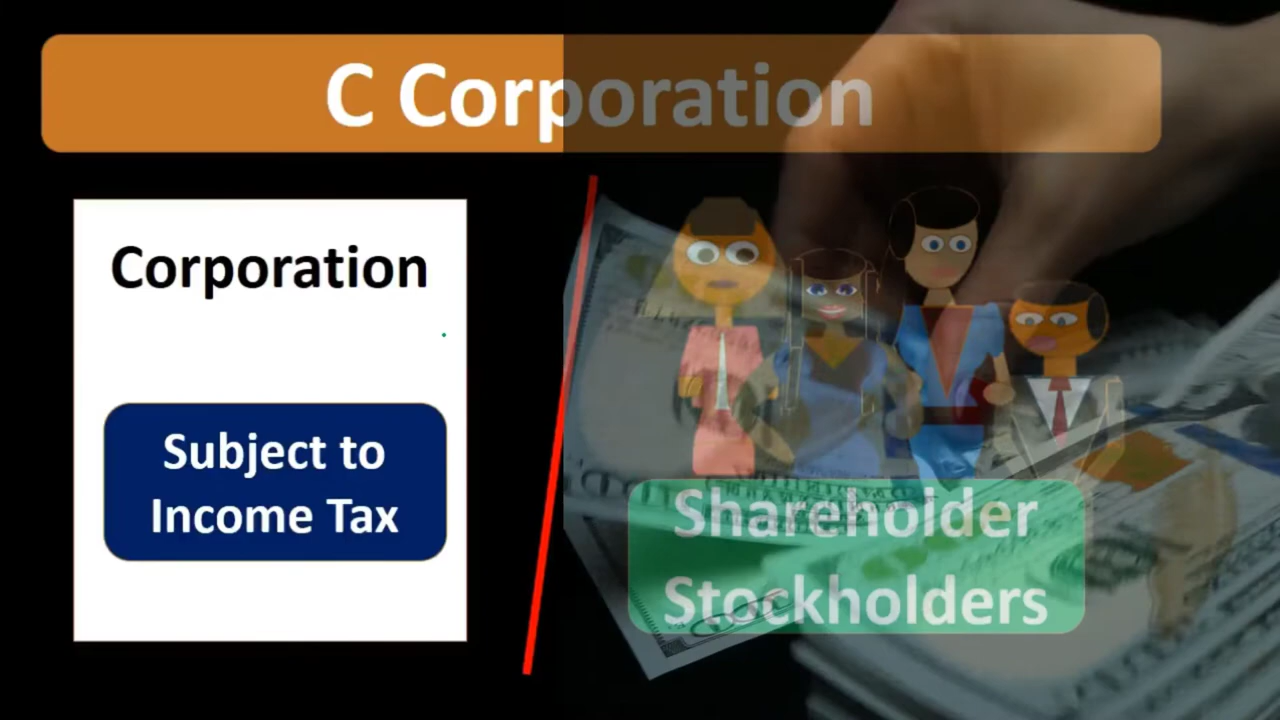 C Corporation
Corporation
Subject to
Income Tax
Shareholder
Stockholders